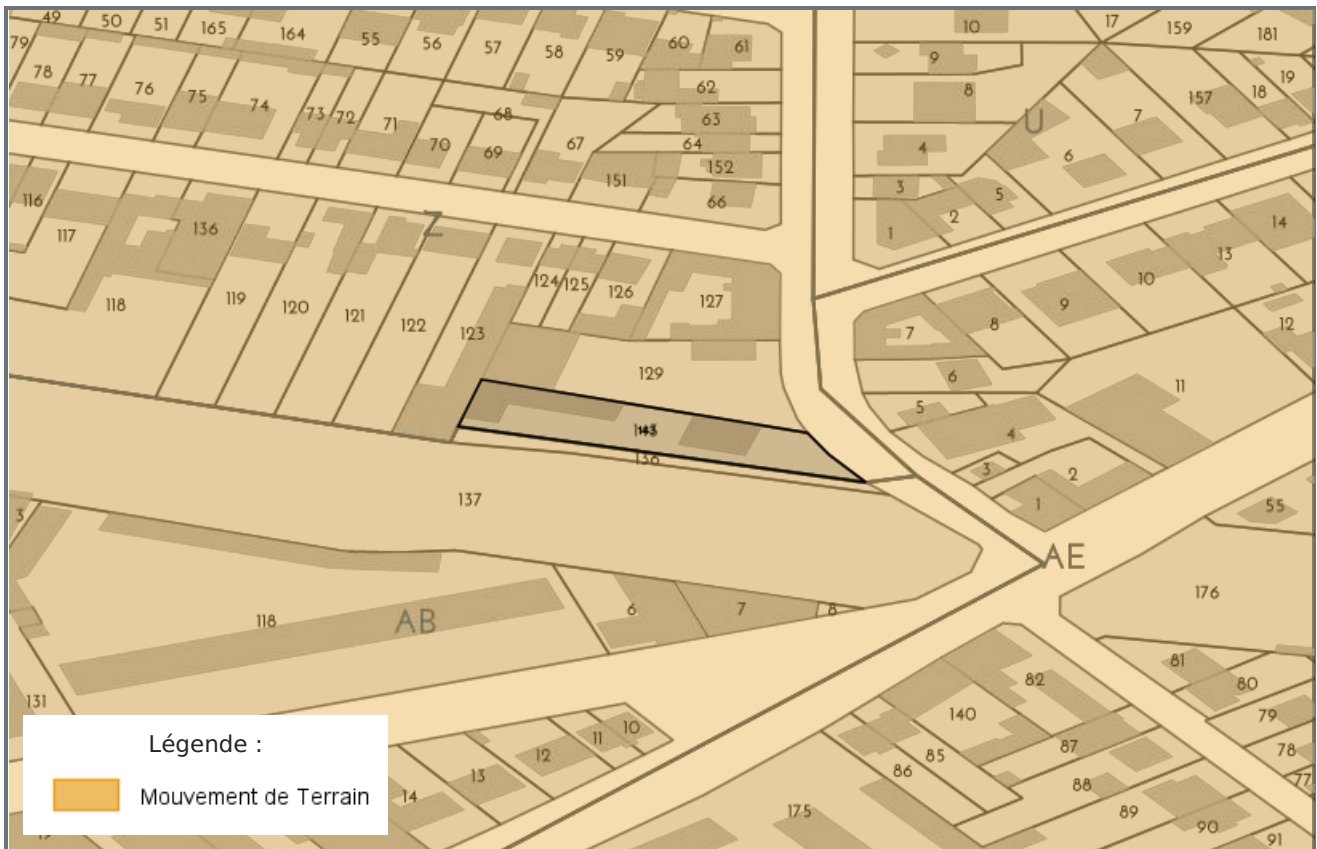 49 50 51 165 164 55 56 57 58 59 60 61 10 17 159 181
79 78 77 76 75 74 73 72 71 70 69 68 67 62 63 64 152 151 66
9 8 4 3 1 2 5 U 6 7 157 18 19
116 117 136 118 119 120 121 122 123 124 125 126 127 Z
129 143 136 137
7 8 9 10 13 14 12 11 6 5 4 3 2 1
3 118 AB 6 7 8 AE 55 176
131 10 11 12 13 14
140 82 85 86 87 88 89 90 91 81 80 79 78 77 175
Légende :
Mouvement de Terrain